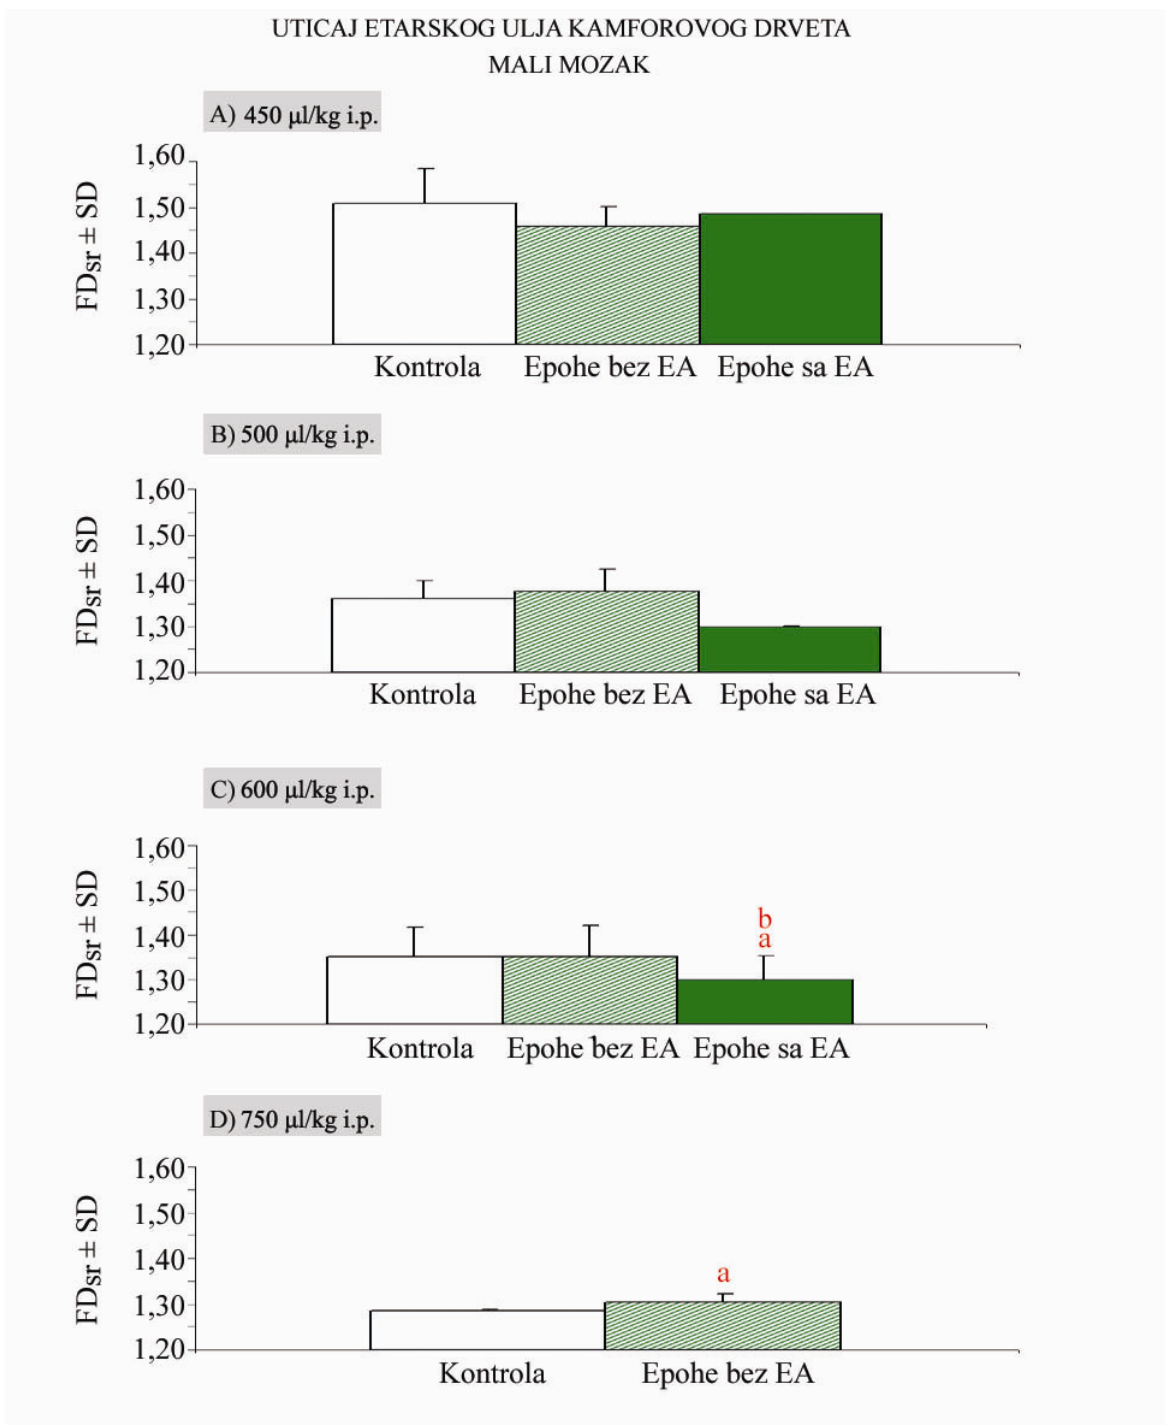 UTICAJ ETARSKOG ULJA KAMFOROVOG DRVETA
MALI MOZAK
A) 450 µl/kg i.p.
FDsr ± SD
1,60
1,50
1,40
1,30
1,20
Kontrola Epohe bez EA Epohe sa EA
B) 500 µl/kg i.p.
FDsr ± SD
1,60
1,50
1,40
1,30
1,20
Kontrola Epohe bez EA Epohe sa EA
C) 600 µl/kg i.p.
FDsr ± SD
1,60
1,50
1,40
1,30
1,20
b
a
Kontrola Epohe bez EA Epohe sa EA
D) 750 µl/kg i.p.
FDsr ± SD
1,60
1,50
1,40
1,30
1,20
a
Kontrola Epohe bez EA